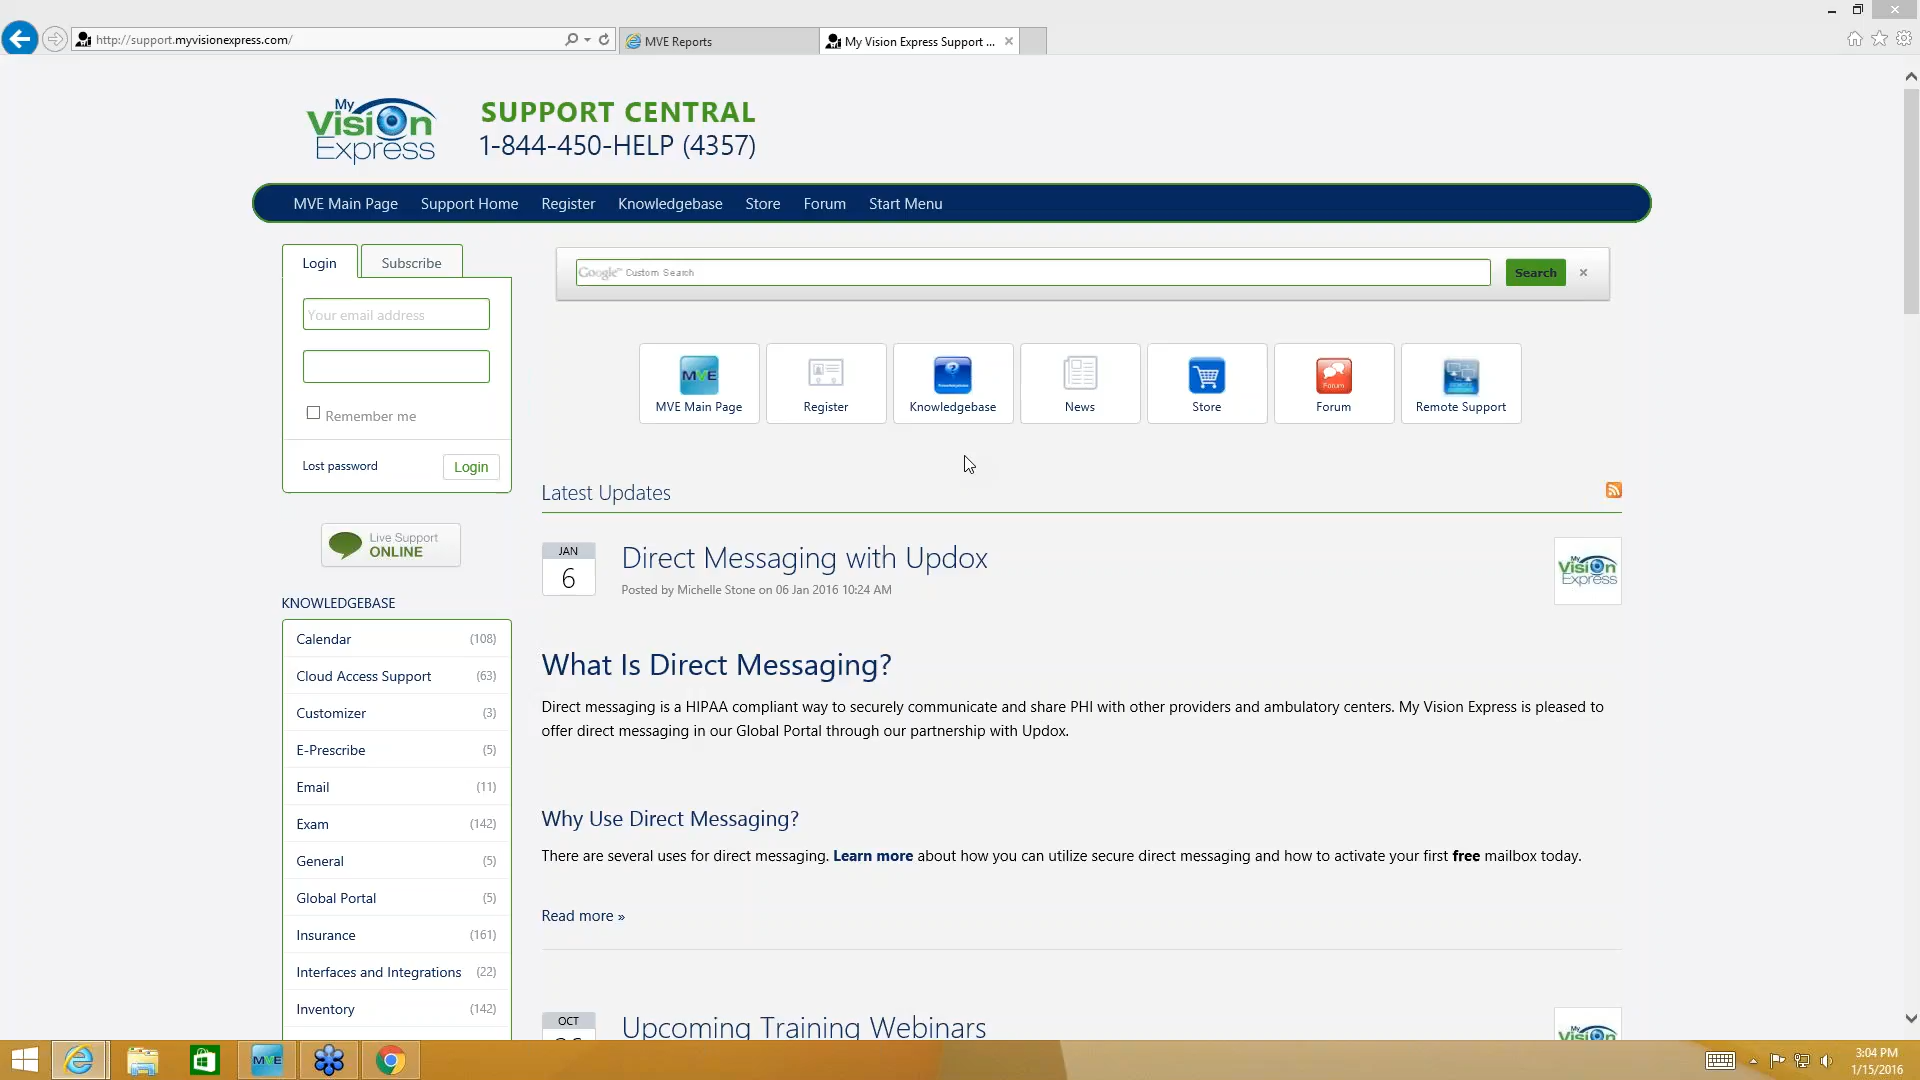 http://support.myvisionexpress.com/
MVE Reports
My Vision Express Support ...
My
Vision
Express
SUPPORT CENTRAL
1-844-450-HELP (4357)
MVE Main Page Support Home Register Knowledgebase Store Forum Start Menu
Login Subscribe
Google™ Custom Search
Search
Your email address
Remember me
Lost password Login
MVE
MVE Main Page
Register
Knowledgebase
News
Store
Forum
Forum
Remote Support
Live Support
ONLINE
Latest Updates
JAN
6
Direct Messaging with Updox
Posted by Michelle Stone on 06 Jan 2016 10:24 AM
My
Vision
Express
What Is Direct Messaging?
Direct messaging is a HIPAA compliant way to securely communicate and share PHI with other providers and ambulatory centers. My Vision Express is pleased to
offer direct messaging in our Global Portal through our partnership with Updox.
Why Use Direct Messaging?
There are several uses for direct messaging. Learn more about how you can utilize secure direct messaging and how to activate your first free mailbox today.
Read more »
OCT
Upcoming Training Webinars
My
Vision
KNOWLEDGEBASE
Calendar (108)
Cloud Access Support (63)
Customizer (3)
E-Prescribe (5)
Email (11)
Exam (142)
General (5)
Global Portal (5)
Insurance (161)
Interfaces and Integrations (22)
Inventory (142)
MVE
3:04 PM
1/15/2016